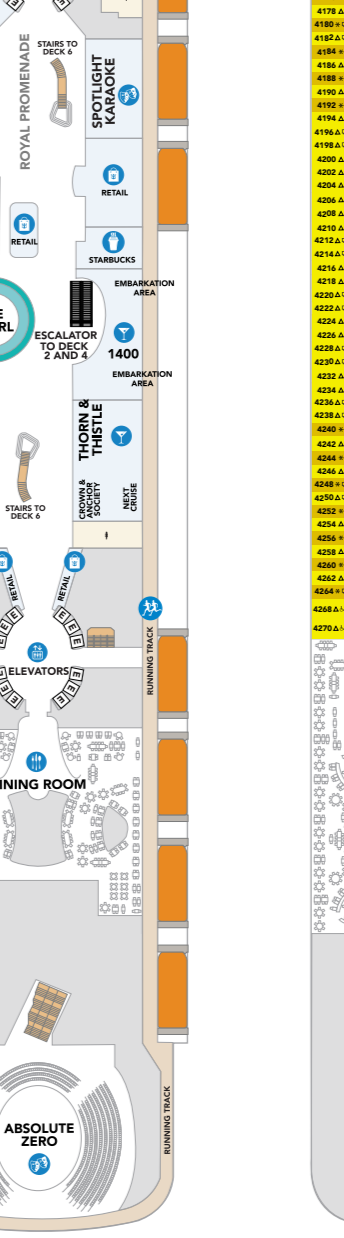 STAIRS TO
DECK 6
ROYAL PROMENADE
SPOTLIGHT
KARAOKE
RETAIL
RETAIL
STARBUCKS
EMBARKATION
AREA
E
RL
ESCALATOR
TO DECK
2 AND 4
1400
EMBARKATION
AREA
THORN &
THISTLE
CROWN &
ANCHOR
SOCIETY
NEXT
CRUISE
STAIRS TO
DECK 6
RETAIL
RETAIL
E E E
E E E
ELEVATORS
E E E
E E E
RUNNING TRACK
NING ROOM
ABSOLUTE
ZERO
RUNNING TRACK
4178
4180
4182
4184
4186
4188
4190
4192
4194
4196
4198
4200
4202
4204
4206
4208
4210
4212
4214
4216
4218
4220
4222
4224
4226
4228
4230
4232
4234
4236
4238
4240
4242
4244
4246
4248
4250
4252
4254
4256
4258
4260
4262
4264
4268
4270